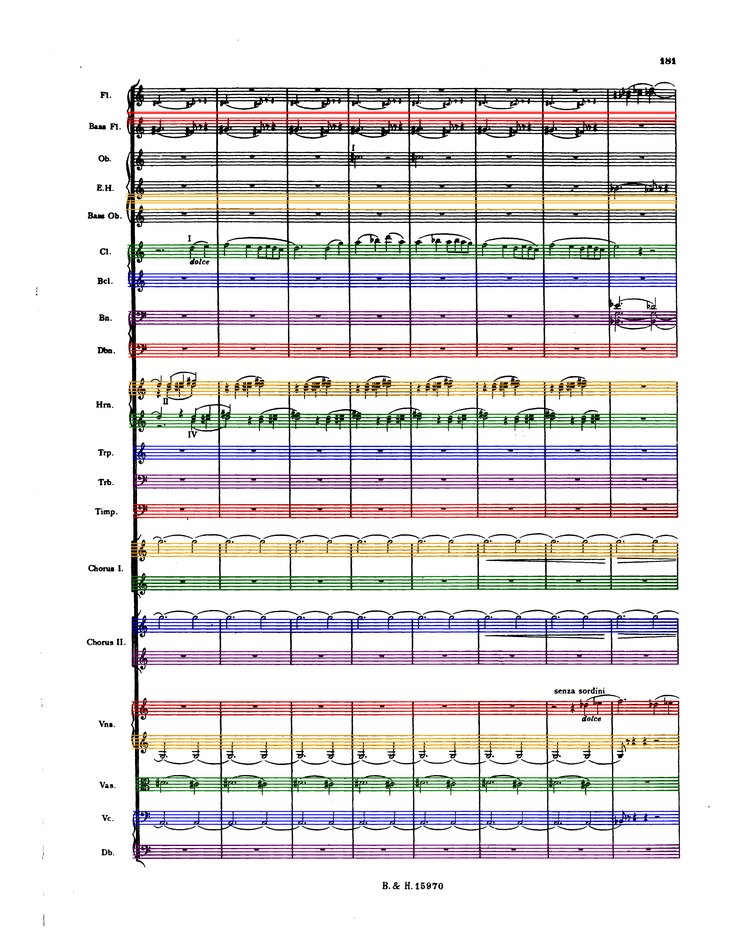 181
Fl.
Bass Fl.
I
Ob.
E.H.
Bass Ob.
I
Cl.
dolce
Bcl.
Bn.
Dbn.
II
Hrn.
IV
Trp.
Trb.
Timp.
Chorus I.
Chorus II.
senza sordini
dolce
Vns.
Vas.
Vc.
Db.
B. & H. 15970